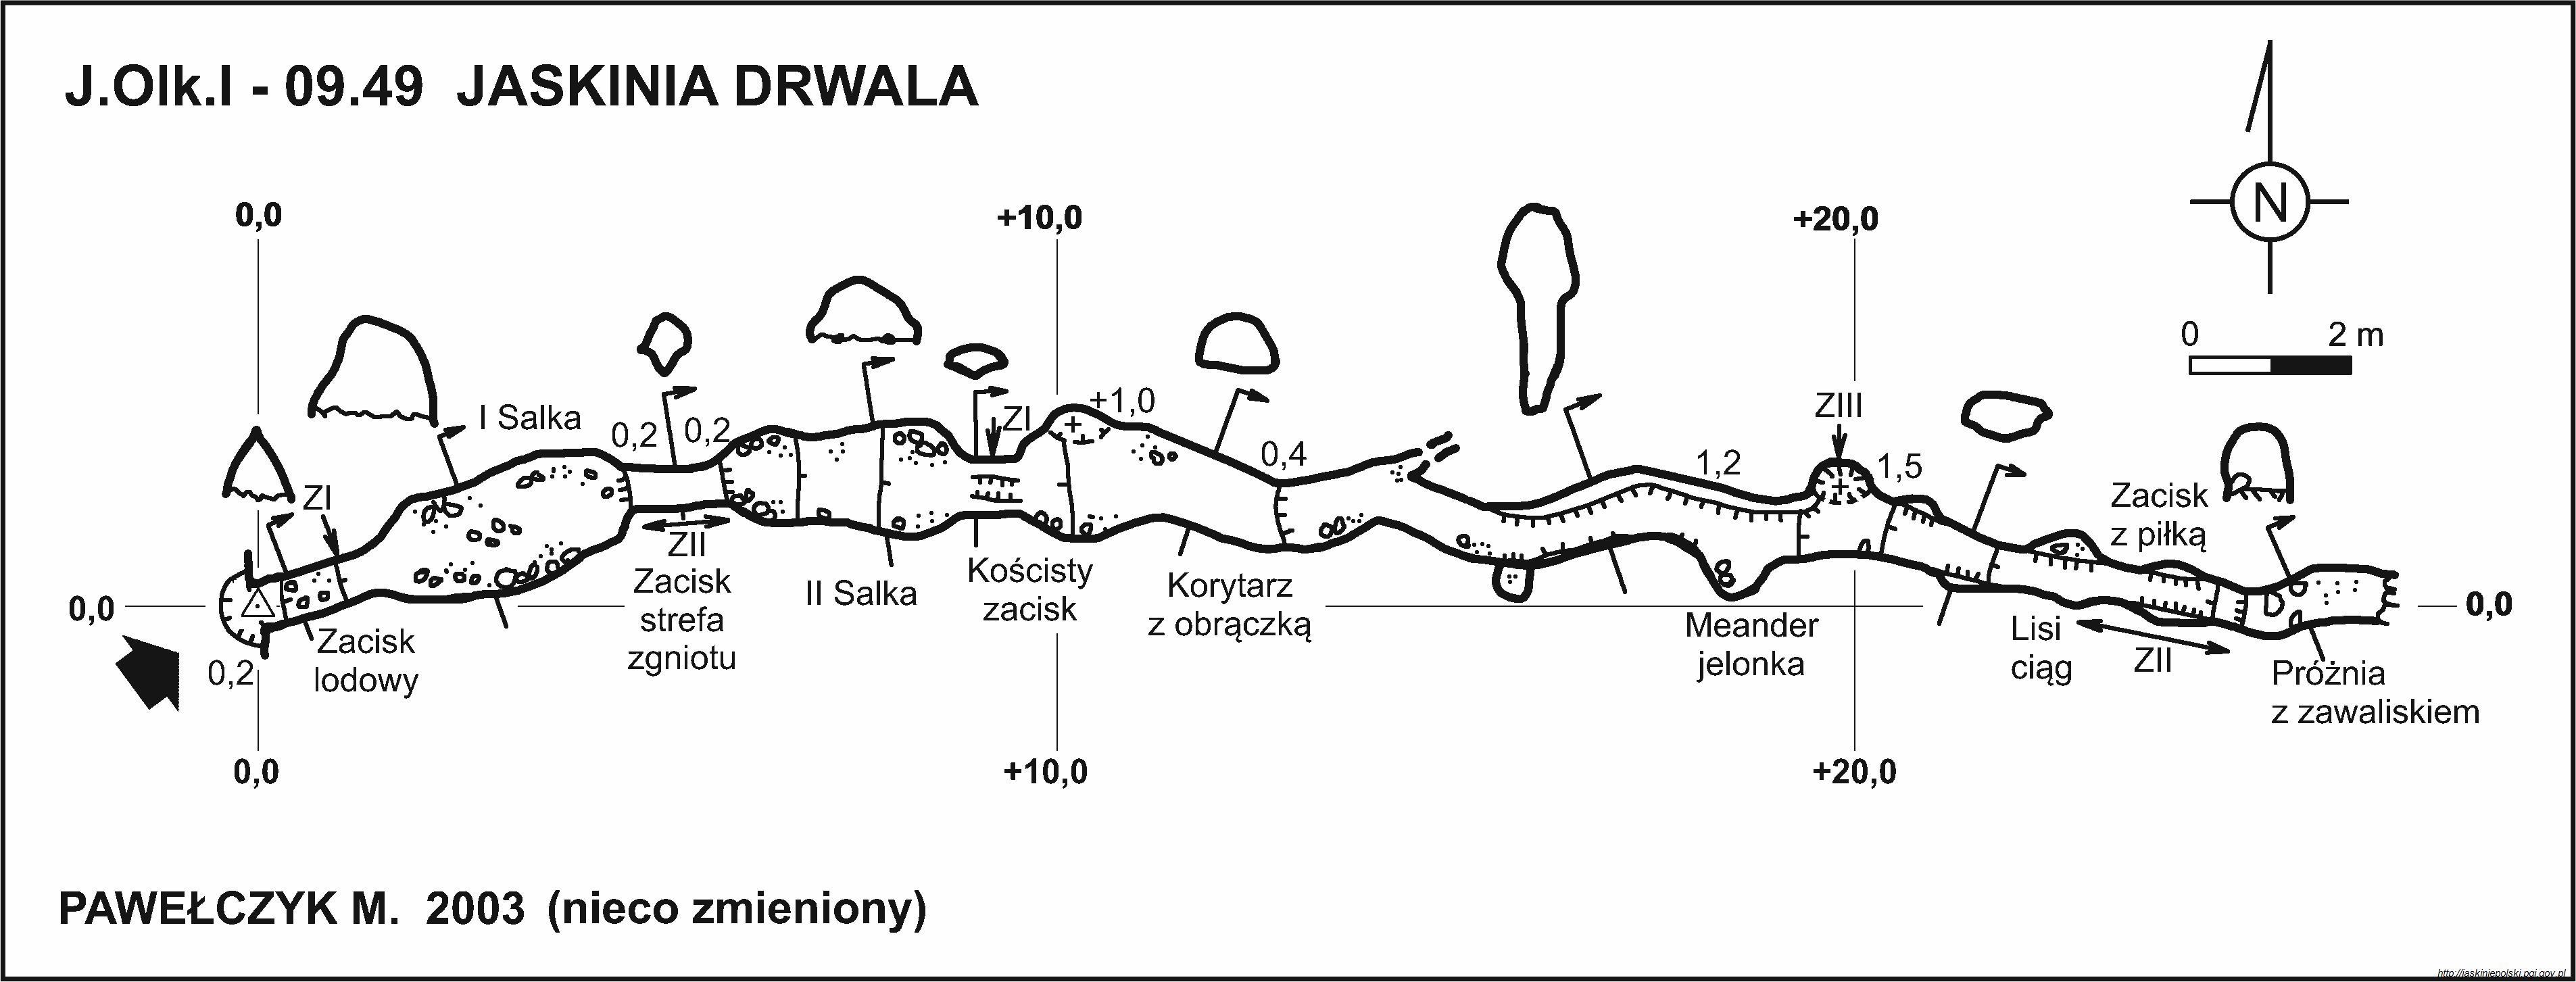 J.Olk.I - 09.49 JASKINIA DRWALA
N
0,0
+10,0
+20,0
0 2 m
I Salka
0,2
0,2
ZI
+1,0
0,4
1,2
ZIII
1,5
Zacisk
z piłką
ZI
0,0
0,2
Zacisk
lodowy
ZII
Zacisk
strefa
zgniotu
II Salka
Kościsty
zacisk
Korytarz
z obrączką
Meander
jelonka
Lisi
ciąg
ZII
Próżnia
z zawaliskiem
0,0
0,0
+10,0
+20,0
PAWEŁCZYK M. 2003 (nieco zmieniony)
http://jaskiniepolski.pgi.gov.pl